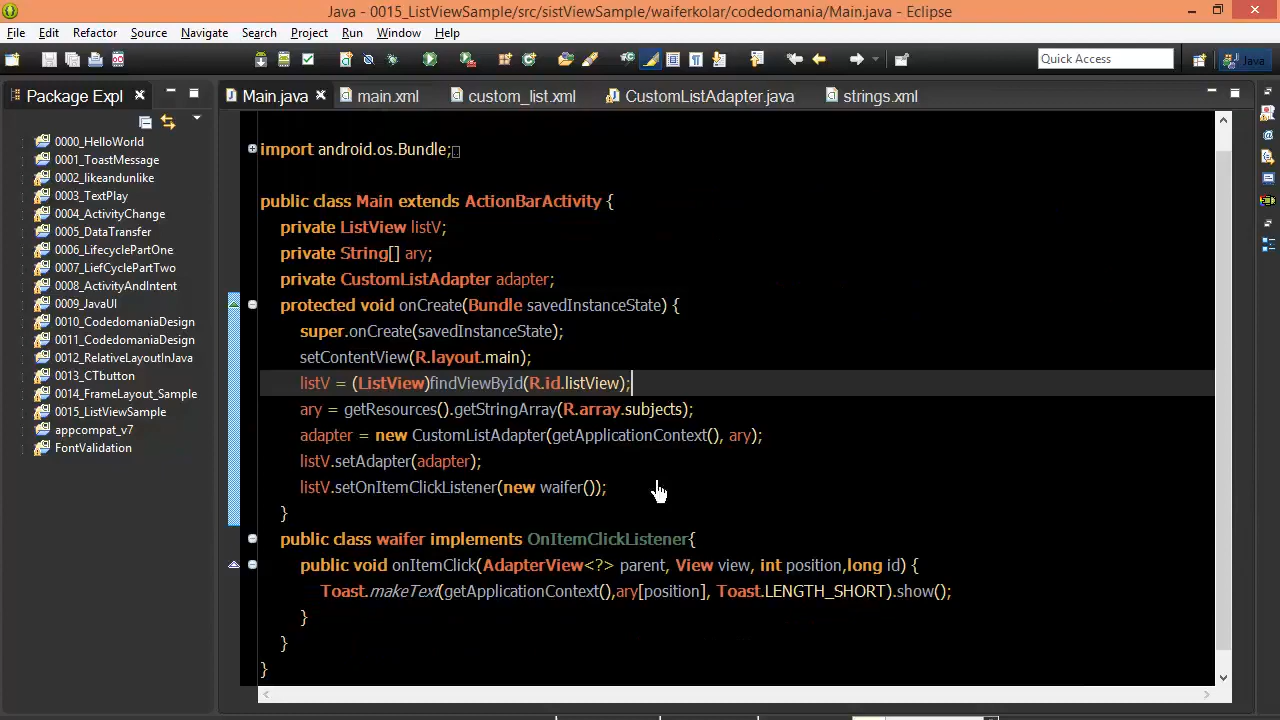 Java - 0015_ListViewSample/src/sistViewSample/waiferkolar/codedomania/Main.java - Eclipse
File Edit Refactor Source Navigate Search Project Run Window Help
Quick Access
Java
Package Expl
Main.java
main.xml
custom_list.xml
CustomListAdapter.java
strings.xml
0000_HelloWorld
0001_ToastMessage
0002_likeandunlike
0003_TextPlay
0004_ActivityChange
0005_DataTransfer
0006_LifecyclePartOne
0007_LiefCyclePartTwo
0008_ActivityAndIntent
0009_JavaUI
0010_CodedomaniaDesign
0011_CodedomaniaDesign
0012_RelativeLayoutInJava
0013_CTbutton
0014_FrameLayout_Sample
0015_ListViewSample
appcompat_v7
FontValidation
import android.os.Bundle;
public class Main extends ActionBarActivity {
private ListView listV;
private String[] ary;
private CustomListAdapter adapter;
protected void onCreate(Bundle savedInstanceState) {
super.onCreate(savedInstanceState);
setContentView(R.layout.main);
listV = (ListView)findViewById(R.id.listView);
ary = getResources().getStringArray(R.array.subjects);
adapter = new CustomListAdapter(getApplicationContext(), ary);
listV.setAdapter(adapter);
listV.setOnItemClickListener(new waifer());
}
public class waifer implements OnItemClickListener{
public void onItemClick(AdapterView<?> parent, View view, int position,long id) {
Toast.makeText(getApplicationContext(),ary[position], Toast.LENGTH_SHORT).show();
}
}
}